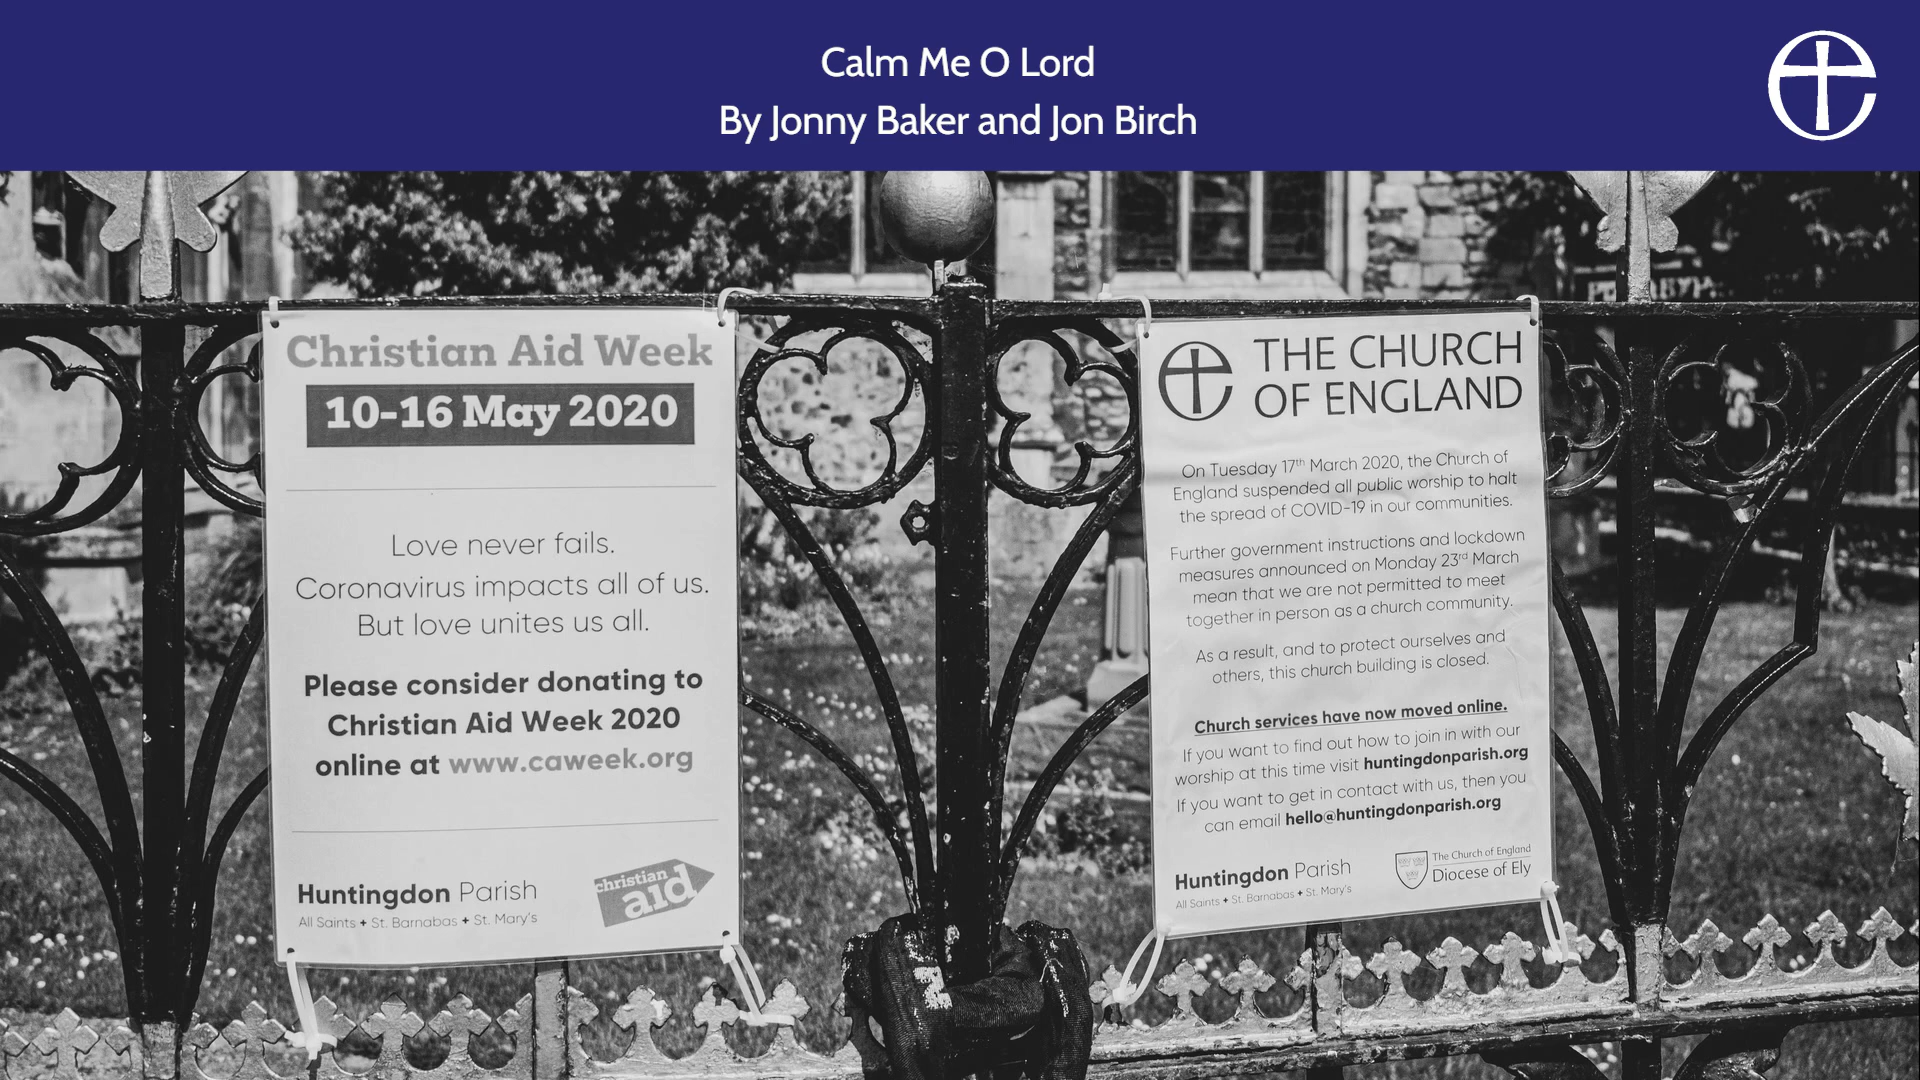 Calm Me O Lord
By Jonny Baker and Jon Birch
Christian Aid Week
10-16 May 2020
Love never fails.
Coronavirus impacts all of us.
But love unites us all.
Please consider donating to
Christian Aid Week 2020
online at www.caweek.org
Huntingdon Parish
All Saints + St. Barnabas + St. Mary's
christian
aid
THE CHURCH
OF ENGLAND
On Tuesday 17th March 2020, the Church of
England suspended all public worship to halt
the spread of COVID-19 in our communities.
Further government instructions and lockdown
measures announced on Monday 23rd March
mean that we are not permitted to meet
together in person as a church community.
As a result, and to protect ourselves and
others, this church building is closed.
Church services have now moved online.
If you want to find out how to join in with our
worship at this time visit huntingdonparish.org
If you want to get in contact with us, then you
can email hello@huntingdonparish.org
Huntingdon Parish
All Saints + St. Barnabas + St. Mary's
The Church of England
Diocese of Ely